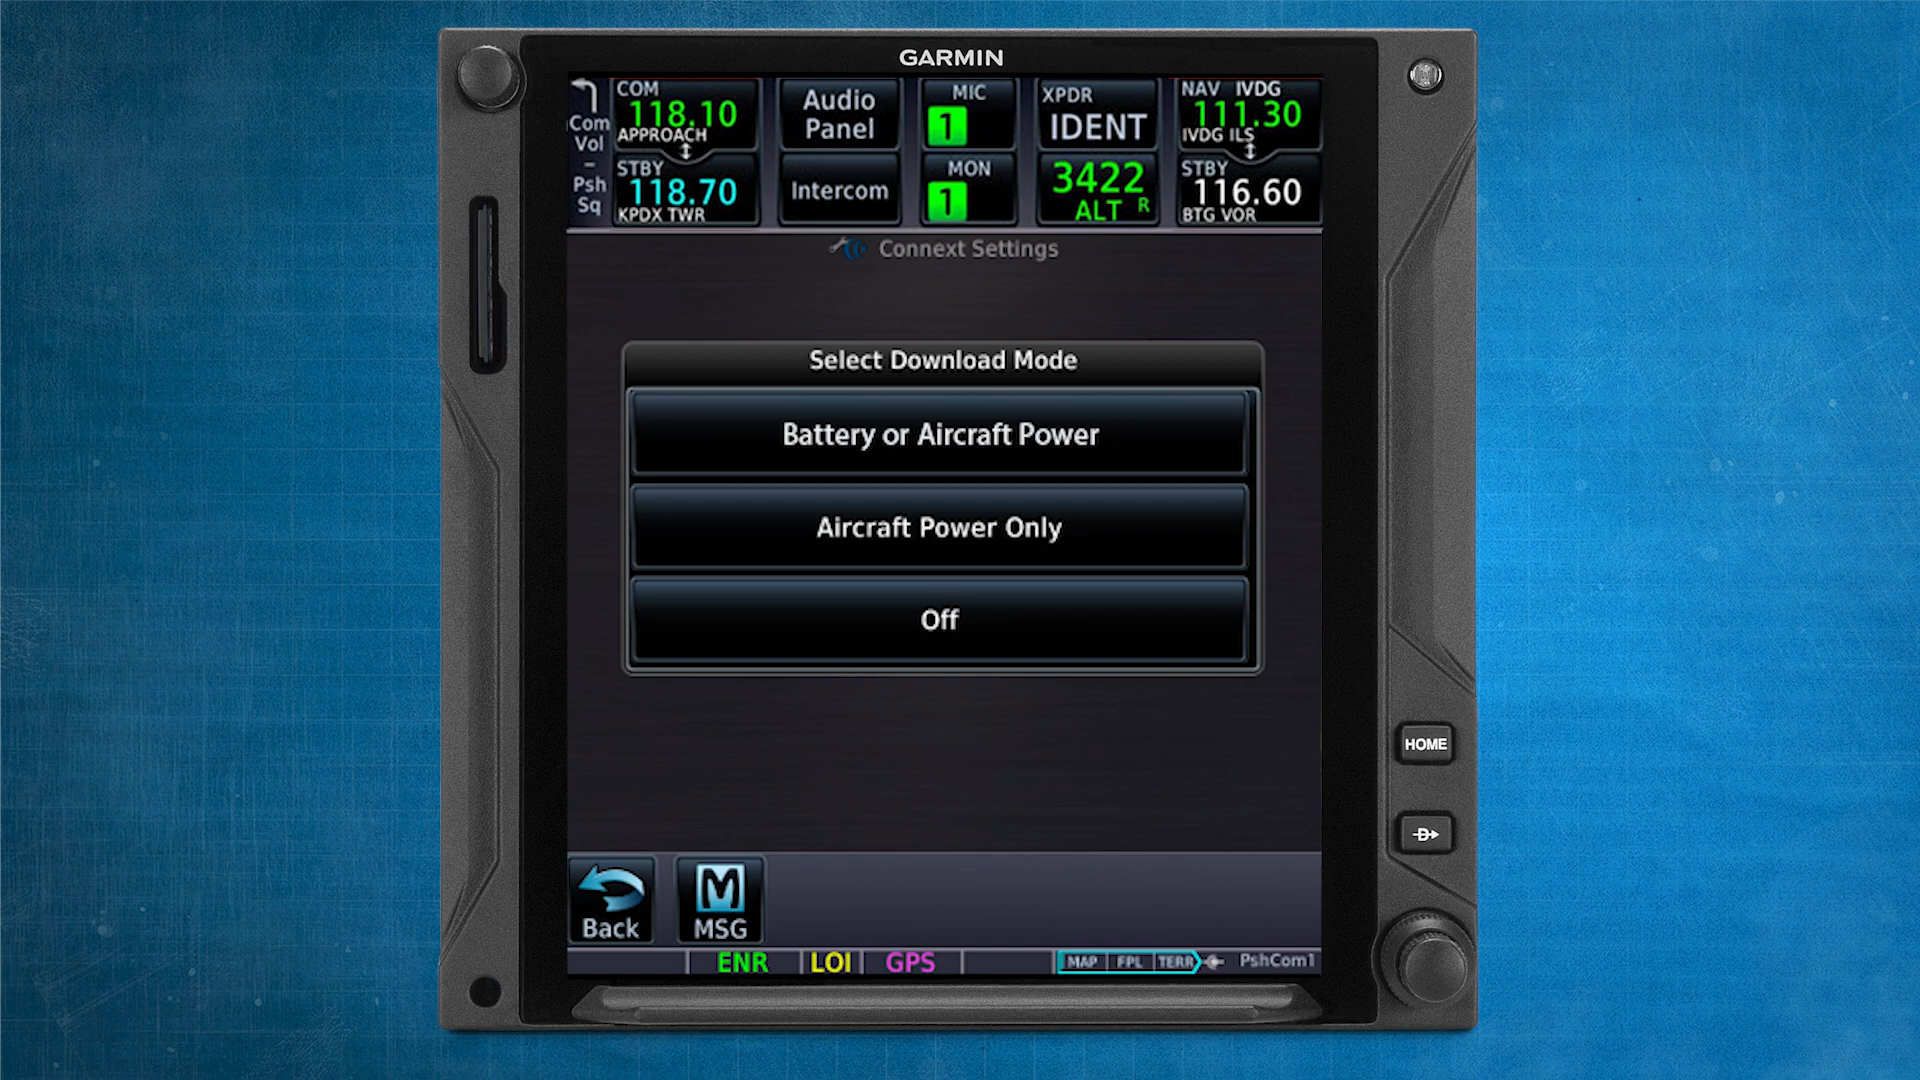 GARMIN
Com
Vol
–
Psh
Sq
COM
118.10
APPROACH
STBY
118.70
KPDX TWR
Audio
Panel
Intercom
MIC
1
MON
1
XPDR
IDENT
3422
ALT R
NAV IVDG
111.30
IVDG ILS
STBY
116.60
BTG VOR
Connext Settings
Select Download Mode
Battery or Aircraft Power
Aircraft Power Only
Off
HOME
D
Back
MSG
ENR LOI GPS MAP FPL TERR PshCom1